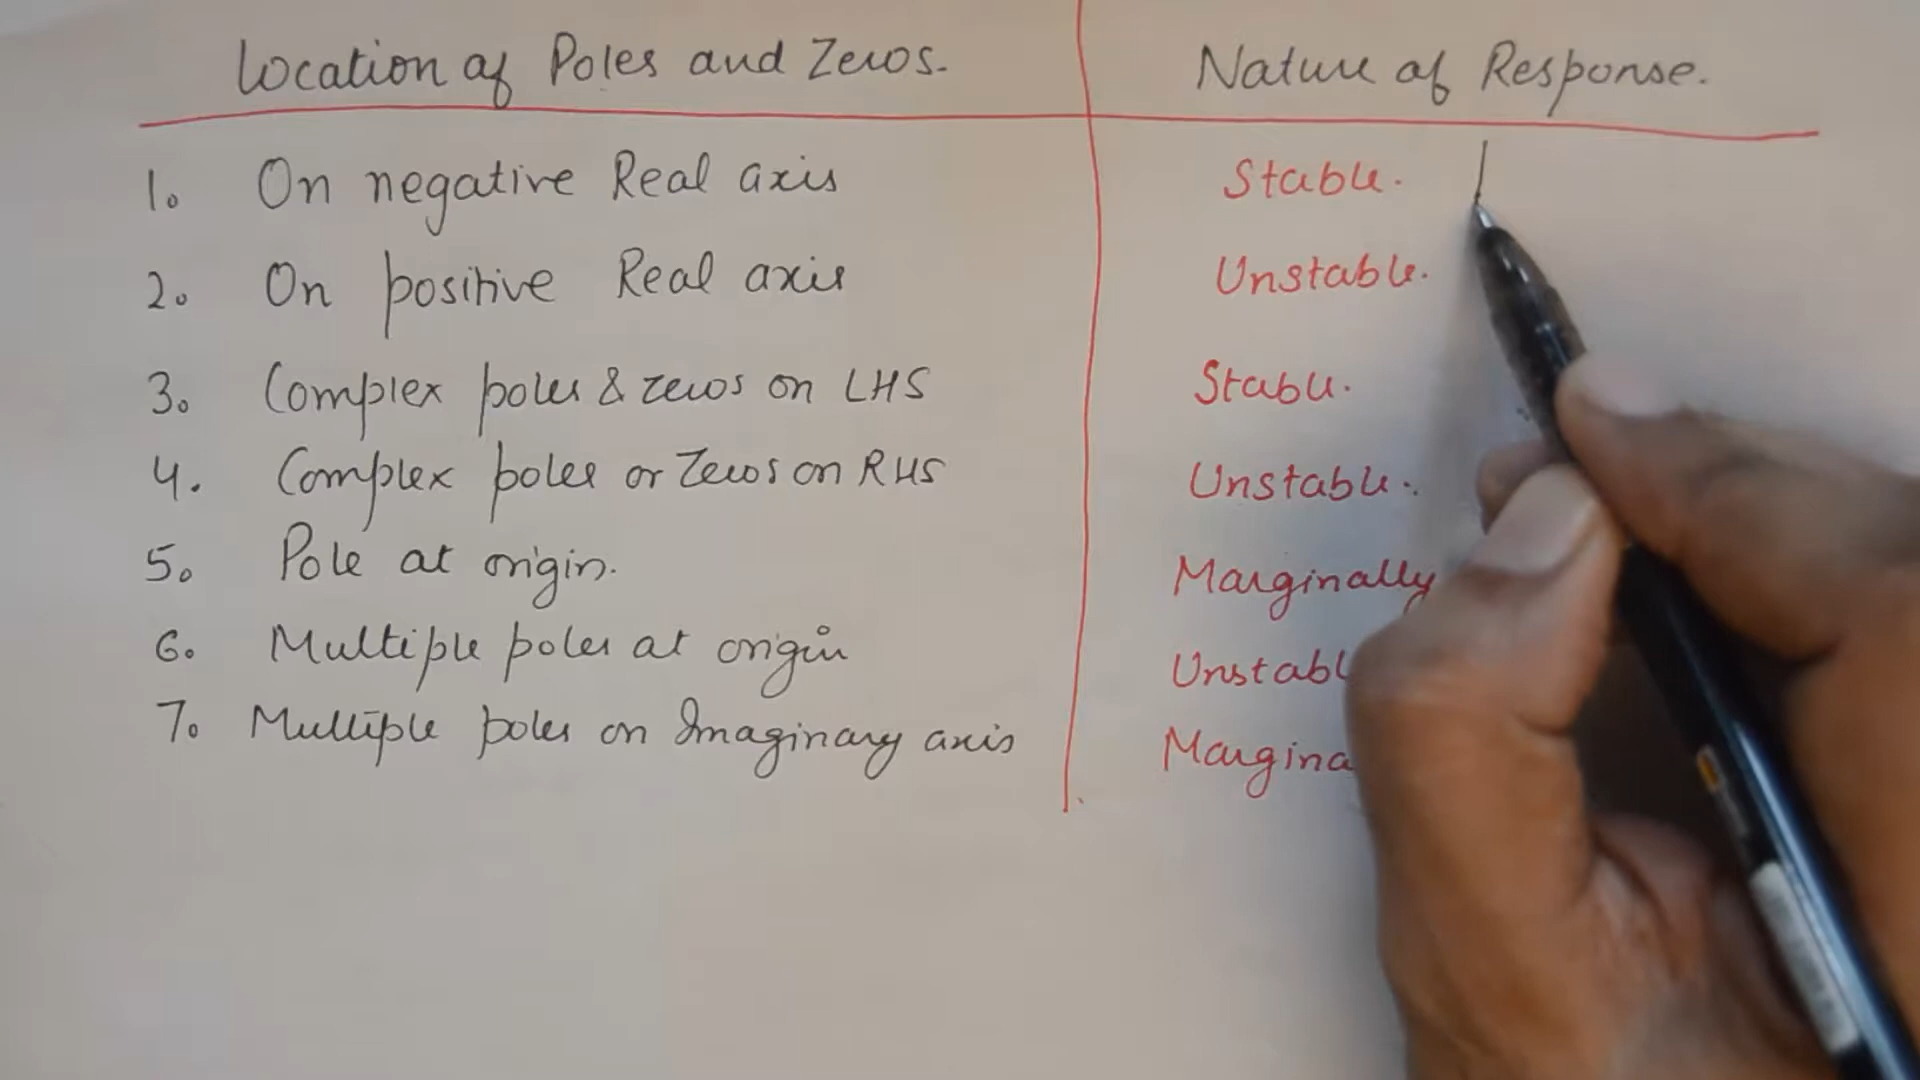 Location of Poles and Zeros. Nature of Response.
1. On negative Real axis Stable.
2. On positive Real axis Unstable.
3. Complex poles & zeros on LHS Stable.
4. Complex poles or Zeros on RHS Unstable.
5. Pole at origin. Marginally
6. Multiple poles at origin Unstabl
7. Multiple poles on Imaginary axis Margina